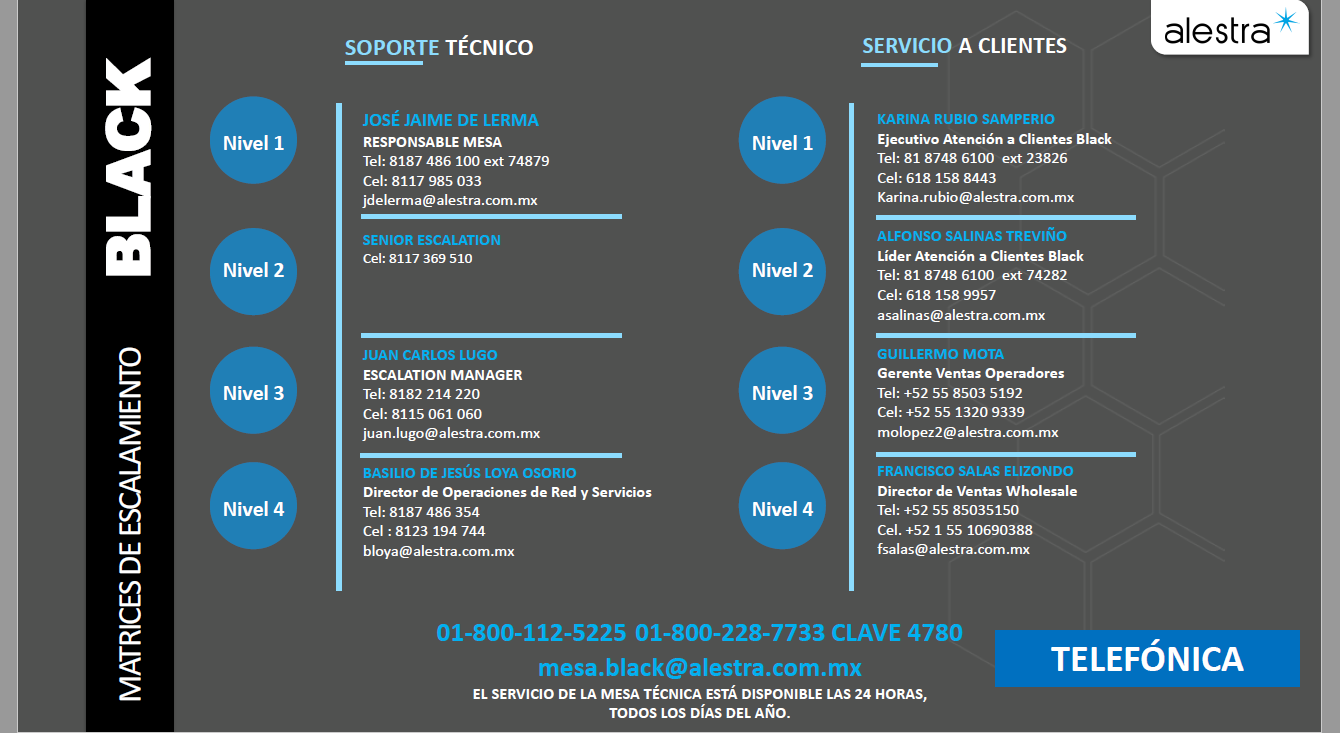 alestra
BLACK
MATRICES DE ESCALAMIENTO
SOPORTE TÉCNICO
Nivel 1
JOSÉ JAIME DE LERMA
RESPONSABLE MESA
Tel: 8187 486 100 ext 74879
Cel: 8117 985 033
jdelerma@alestra.com.mx
Nivel 2
SENIOR ESCALATION
Cel: 8117 369 510
Nivel 3
JUAN CARLOS LUGO
ESCALATION MANAGER
Tel: 8182 214 220
Cel: 8115 061 060
juan.lugo@alestra.com.mx
Nivel 4
BASILIO DE JESÚS LOYA OSORIO
Director de Operaciones de Red y Servicios
Tel: 8187 486 354
Cel : 8123 194 744
bloya@alestra.com.mx
SERVICIO A CLIENTES
Nivel 1
KARINA RUBIO SAMPERIO
Ejecutivo Atención a Clientes Black
Tel: 81 8748 6100  ext 23826
Cel: 618 158 8443
Karina.rubio@alestra.com.mx
Nivel 2
ALFONSO SALINAS TREVIÑO
Líder Atención a Clientes Black
Tel: 81 8748 6100  ext 74282
Cel: 618 158 9957
asalinas@alestra.com.mx
Nivel 3
GUILLERMO MOTA
Gerente Ventas Operadores
Tel: +52 55 8503 5192
Cel: +52 55 1320 9339
molopez2@alestra.com.mx
Nivel 4
FRANCISCO SALAS ELIZONDO
Director de Ventas Wholesale
Tel: +52 55 85035150
Cel. +52 1 55 10690388
fsalas@alestra.com.mx
01-800-112-5225 01-800-228-7733 CLAVE 4780
mesa.black@alestra.com.mx
EL SERVICIO DE LA MESA TÉCNICA ESTÁ DISPONIBLE LAS 24 HORAS,
TODOS LOS DÍAS DEL AÑO.
TELEFÓNICA